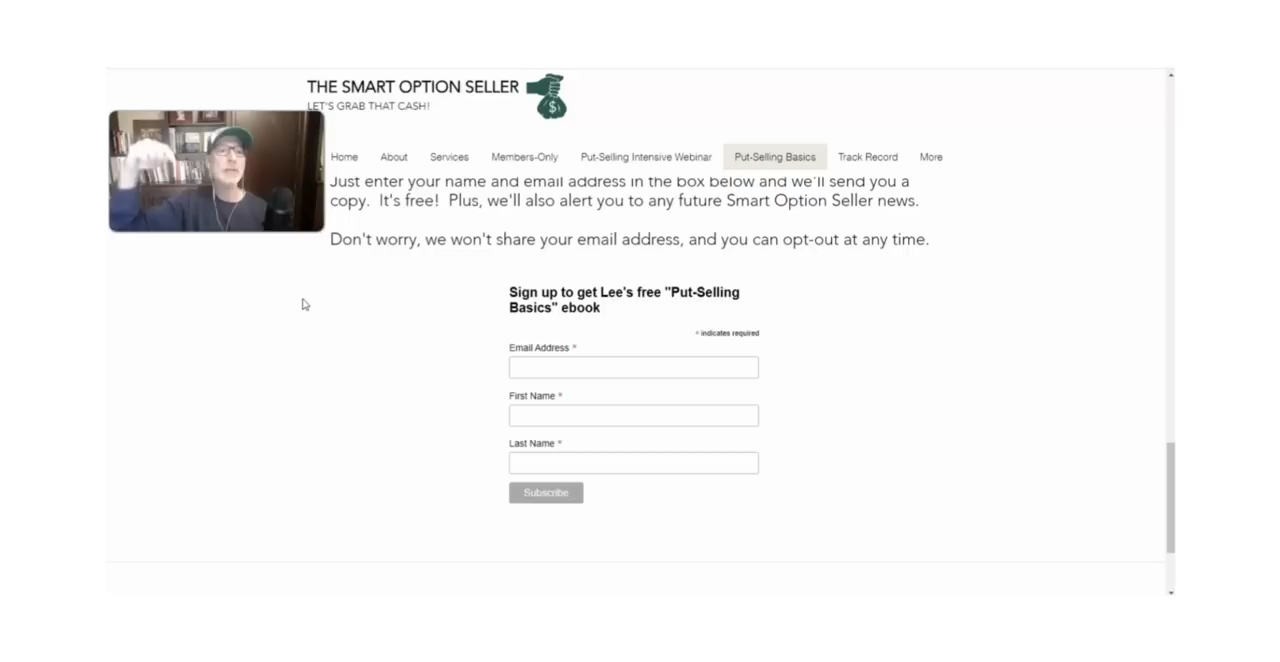 THE SMART OPTION SELLER
LET'S GRAB THAT CASH!
$
Home About Services Members-Only Put-Selling Intensive Webinar Put-Selling Basics Track Record More
Just enter your name and email address in the box below and we'll send you a
copy. It's free! Plus, we'll also alert you to any future Smart Option Seller news.
Don't worry, we won't share your email address, and you can opt-out at any time.
Sign up to get Lee's free "Put-Selling
Basics" ebook
* indicates required
Email Address *
First Name *
Last Name *
Subscribe